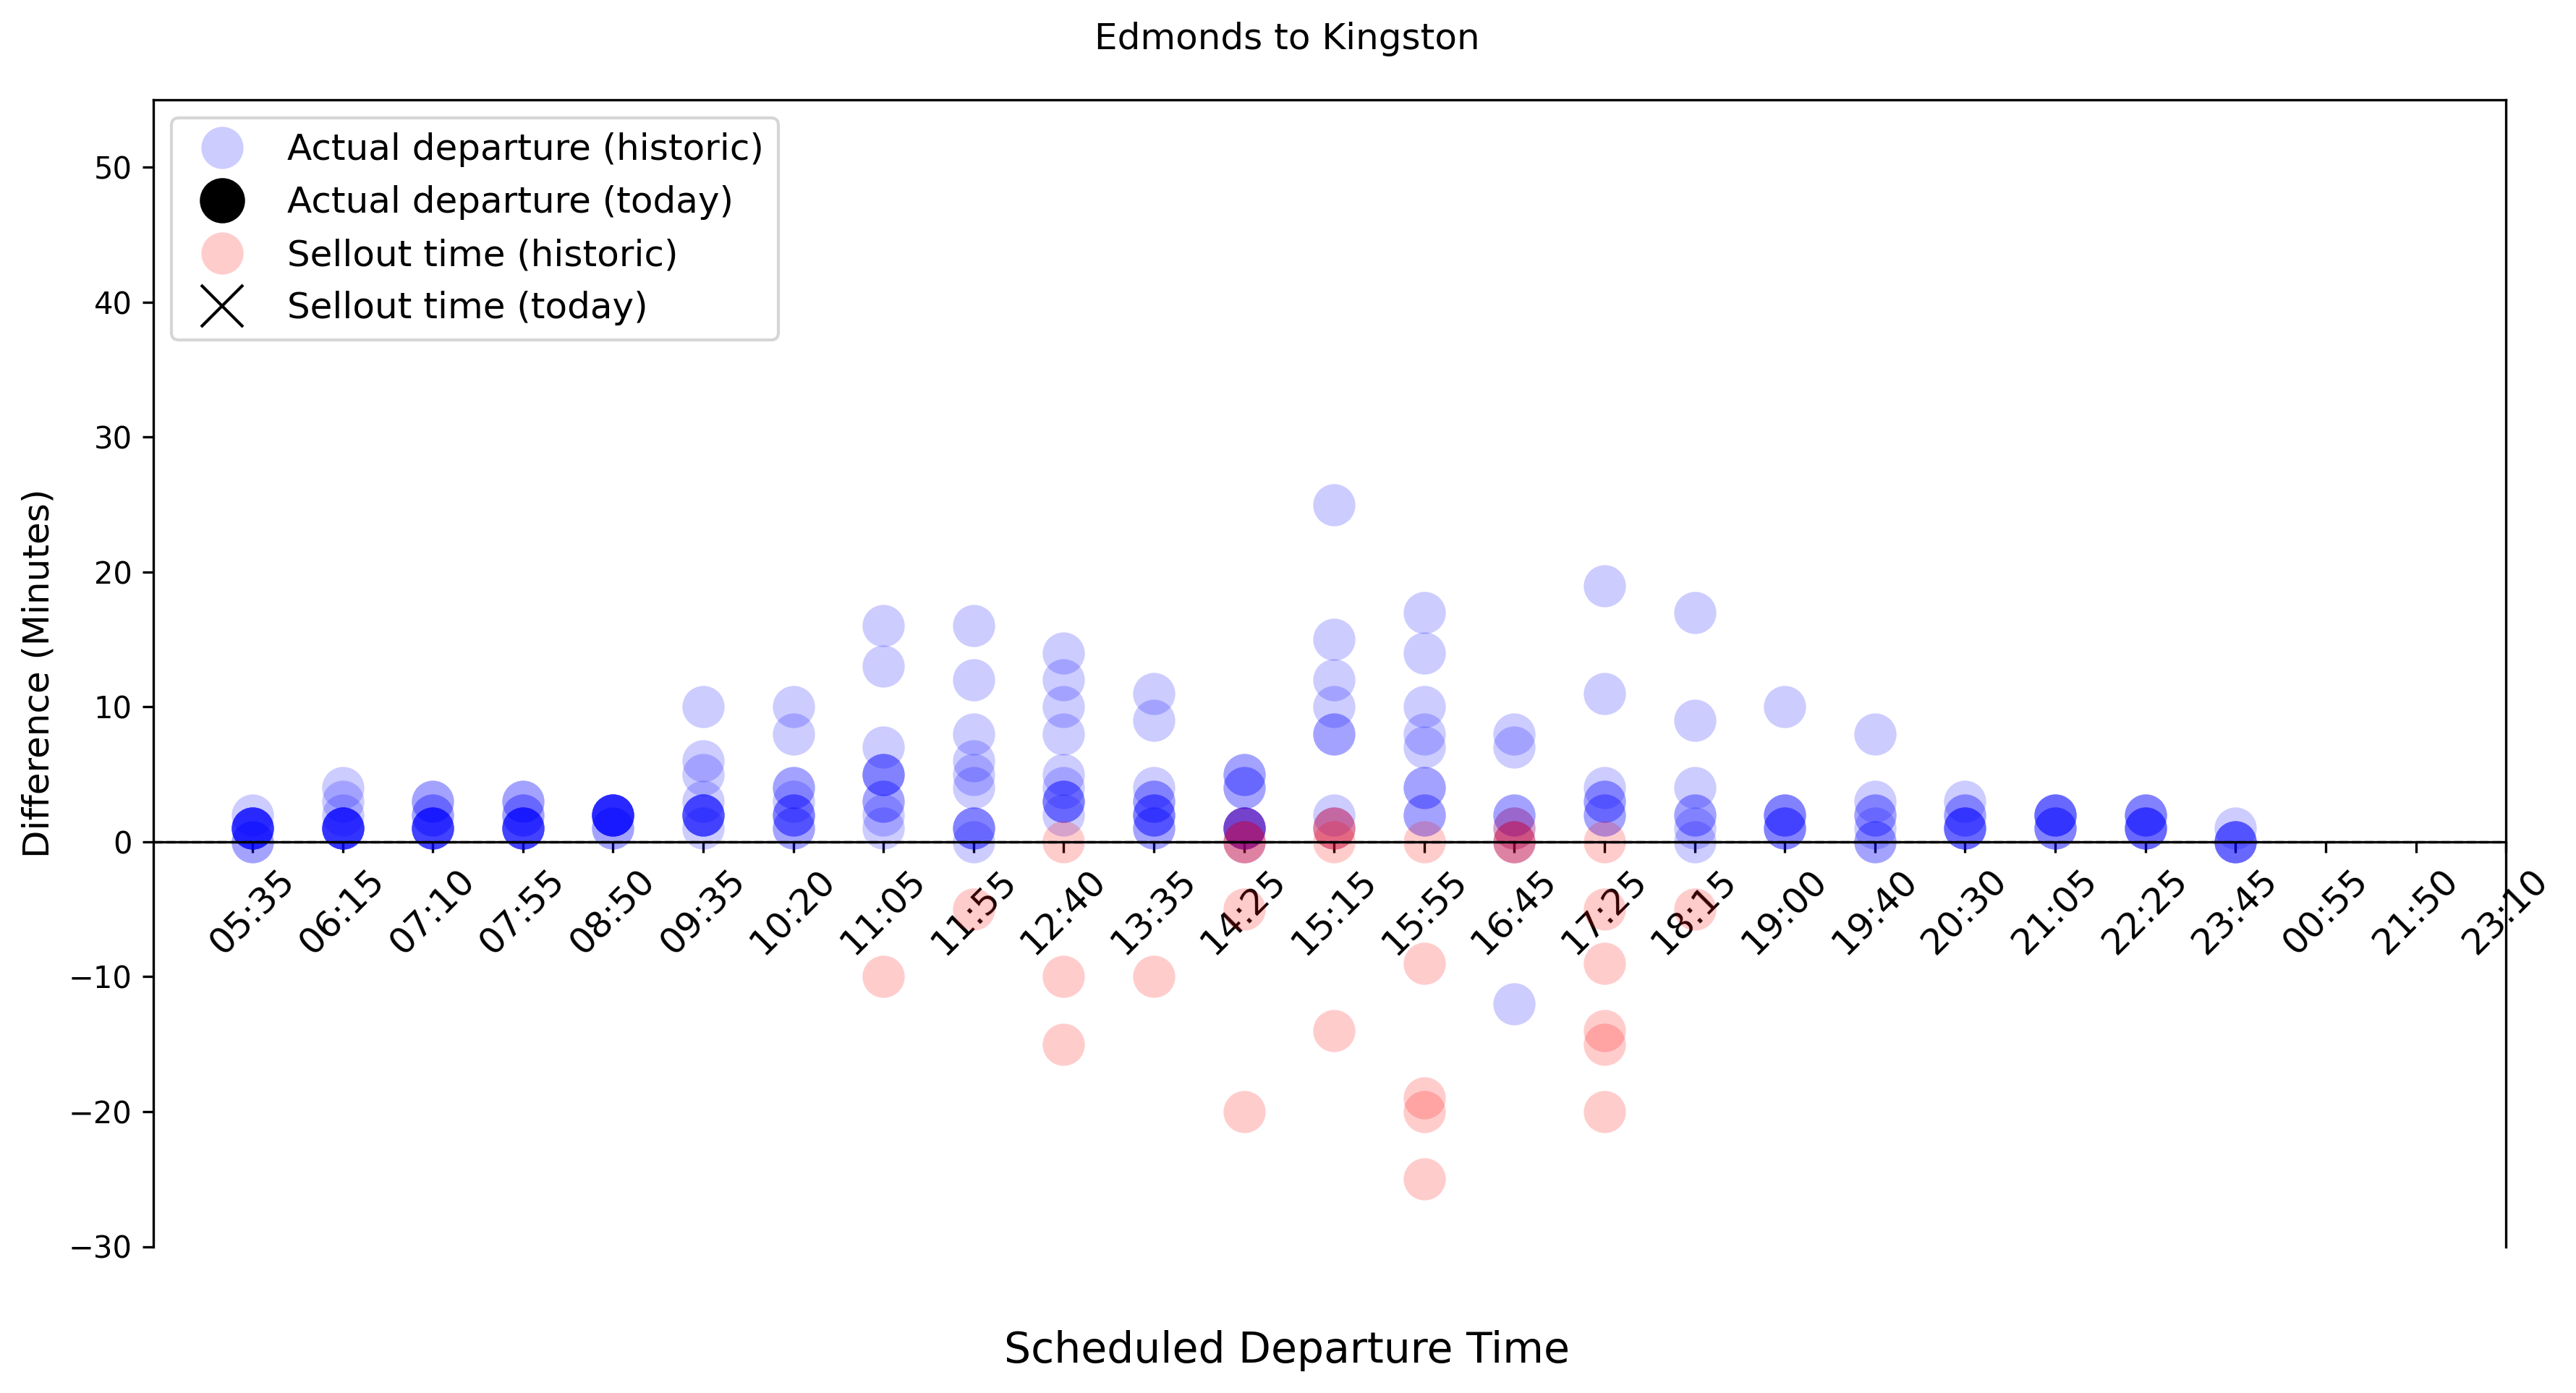 Edmonds to Kingston
Actual departure (historic)
Actual departure (today)
Sellout time (historic)
Sellout time (today)
Difference (Minutes)
50
40
30
20
10
0
−10
−20
−30
05:35 06:15 07:10 07:55 08:50 09:35 10:20 11:05 11:55 12:40 13:35 14:25 15:15 15:55 16:45 17:25 18:15 19:00 19:40 20:30 21:05 22:25 23:45 00:55 21:50 23:10
Scheduled Departure Time